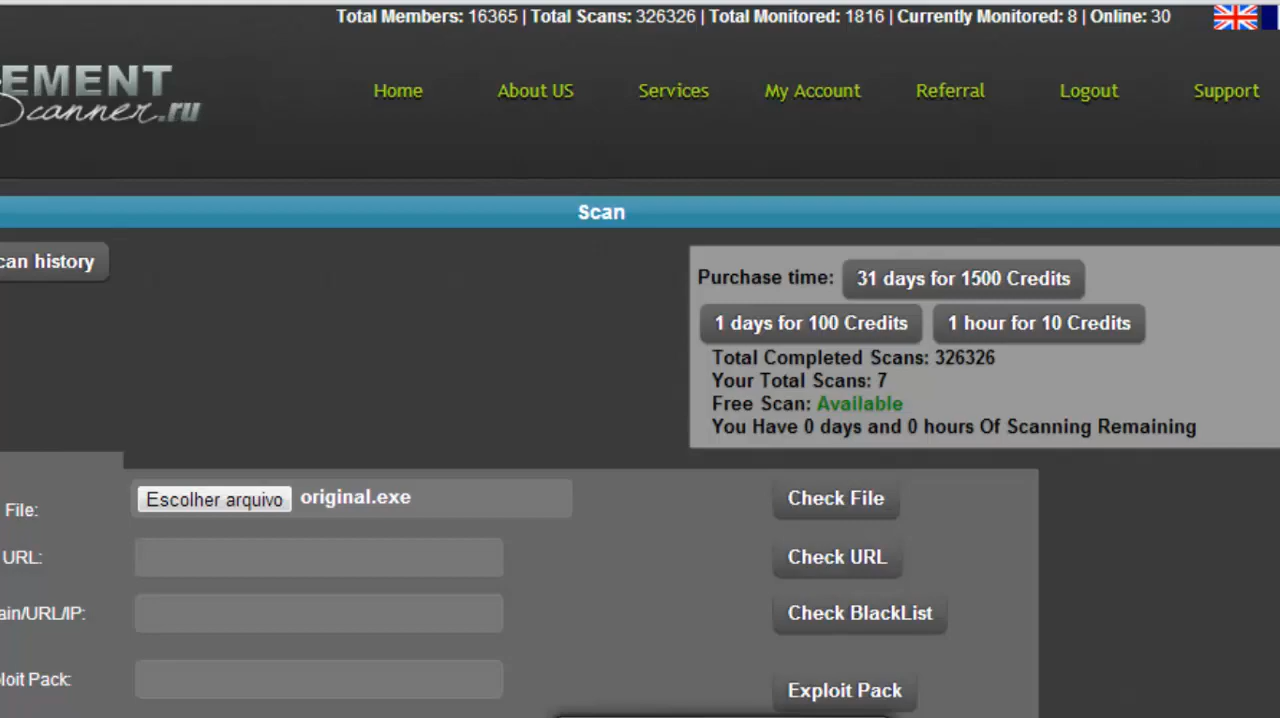 Total Members: 16365 | Total Scans: 326326 | Total Monitored: 1816 | Currently Monitored: 8 | Online: 30
EMENT
Scanner.ru
Home About US Services My Account Referral Logout Support
Scan
can history
Purchase time: 31 days for 1500 Credits
1 days for 100 Credits 1 hour for 10 Credits
Total Completed Scans: 326326
Your Total Scans: 7
Free Scan: Available
You Have 0 days and 0 hours Of Scanning Remaining
File: Escolher arquivo original.exe Check File
URL: Check URL
ain/URL/IP: Check BlackList
loit Pack: Exploit Pack